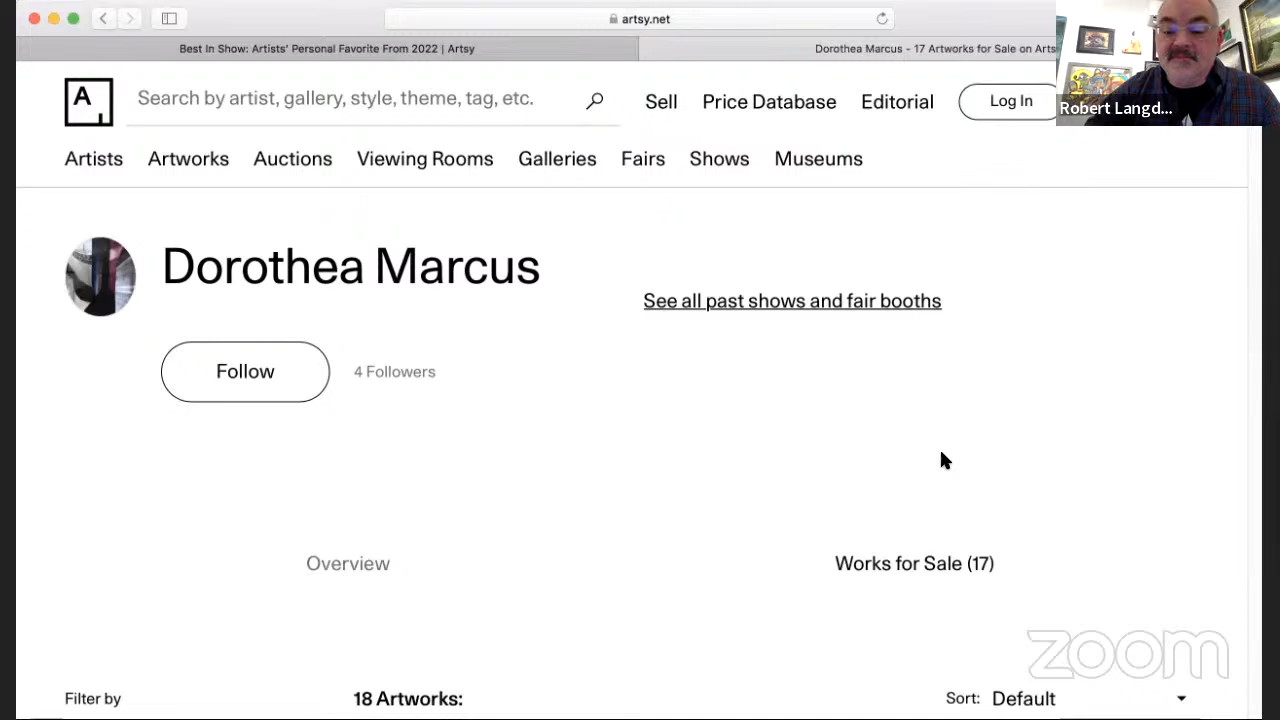 artsy.net
Best In Show: Artists' Personal Favorite From 2022 | Artsy
Dorothea Marcus - 17 Artworks for Sale on Arts
A
Search by artist, gallery, style, theme, tag, etc.
Sell
Price Database
Editorial
Log In
Robert Langd...
Artists
Artworks
Auctions
Viewing Rooms
Galleries
Fairs
Shows
Museums
Dorothea Marcus
See all past shows and fair booths
Follow
4 Followers
Overview
Works for Sale (17)
zoom
Filter by
18 Artworks:
Sort: Default